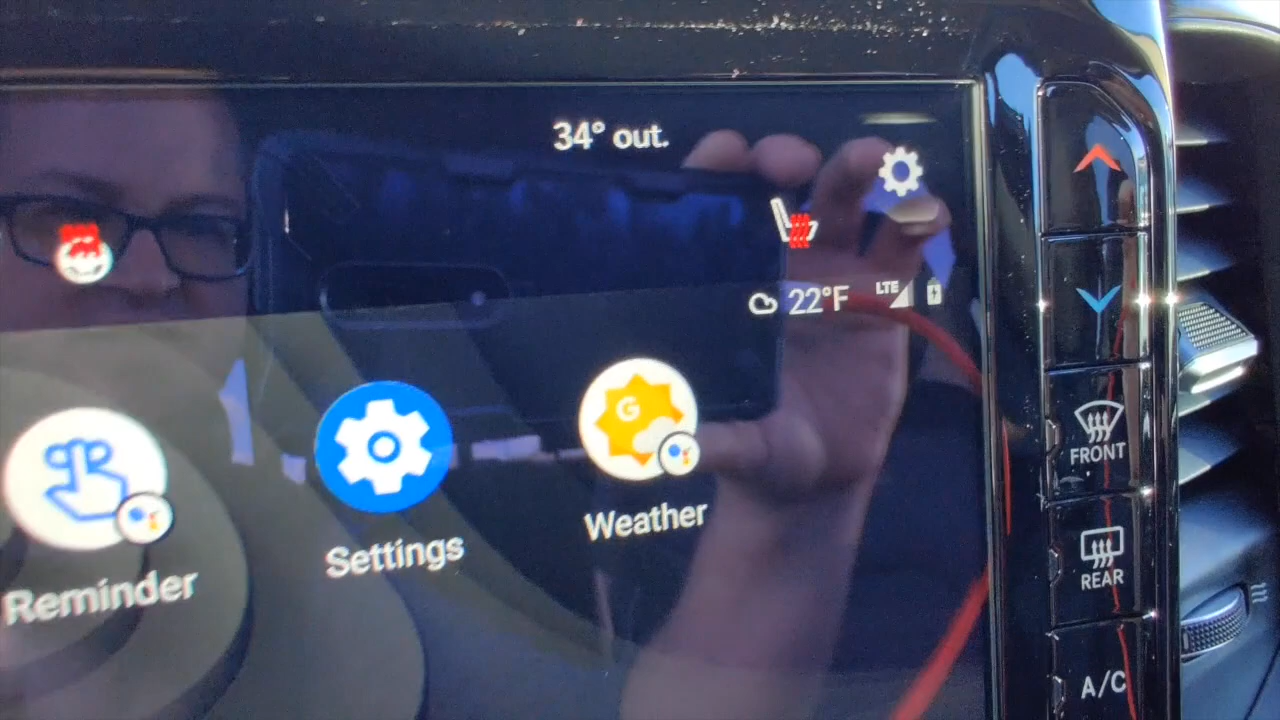 34° out.
22°F
LTE
G
Weather
Settings
Reminder
FRONT
REAR
A/C